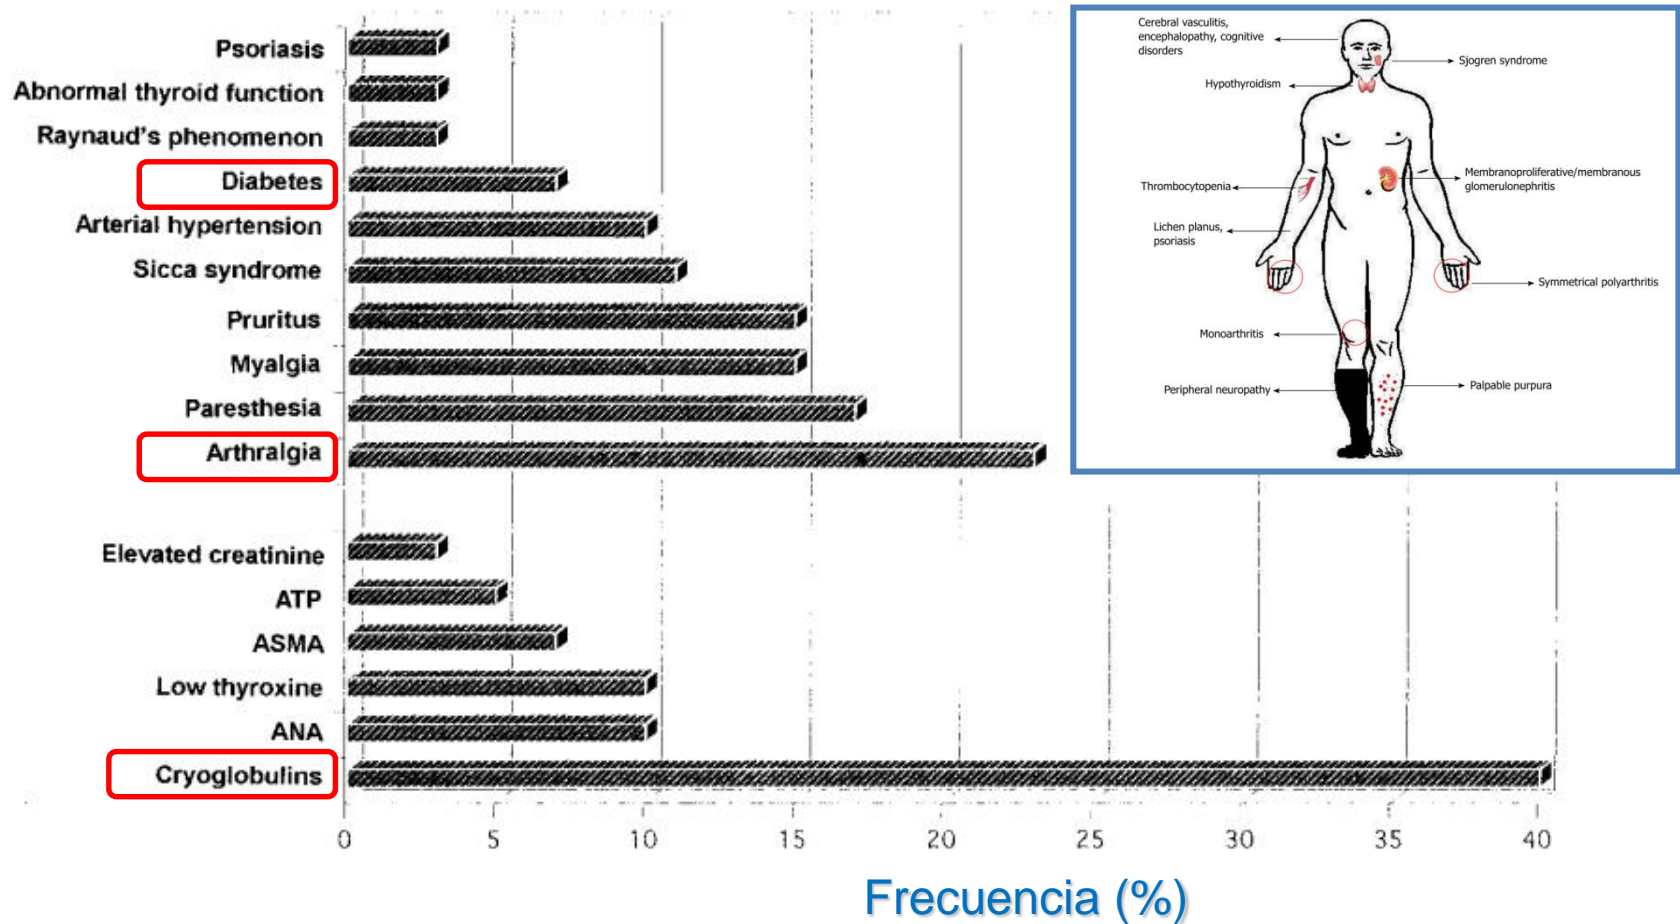 Psoriasis
Abnormal thyroid function
Raynaud's phenomenon
Diabetes
Arterial hypertension
Sicca syndrome
Pruritus
Myalgia
Paresthesia
Arthralgia
Elevated creatinine
ATP
ASMA
Low thyroxine
ANA
Cryoglobulins
0 5 10 15 20 25 30 35 40
Frecuencia (%)
Cerebral vasculitis,
encephalopathy, cognitive
disorders
Sjogren syndrome
Hypothyroidism
Membranoproliferative/membranous
glomerulonephritis
Thrombocytopenia
Lichen planus,
psoriasis
Symmetrical polyarthritis
Monoarthritis
Peripheral neuropathy
Palpable purpura